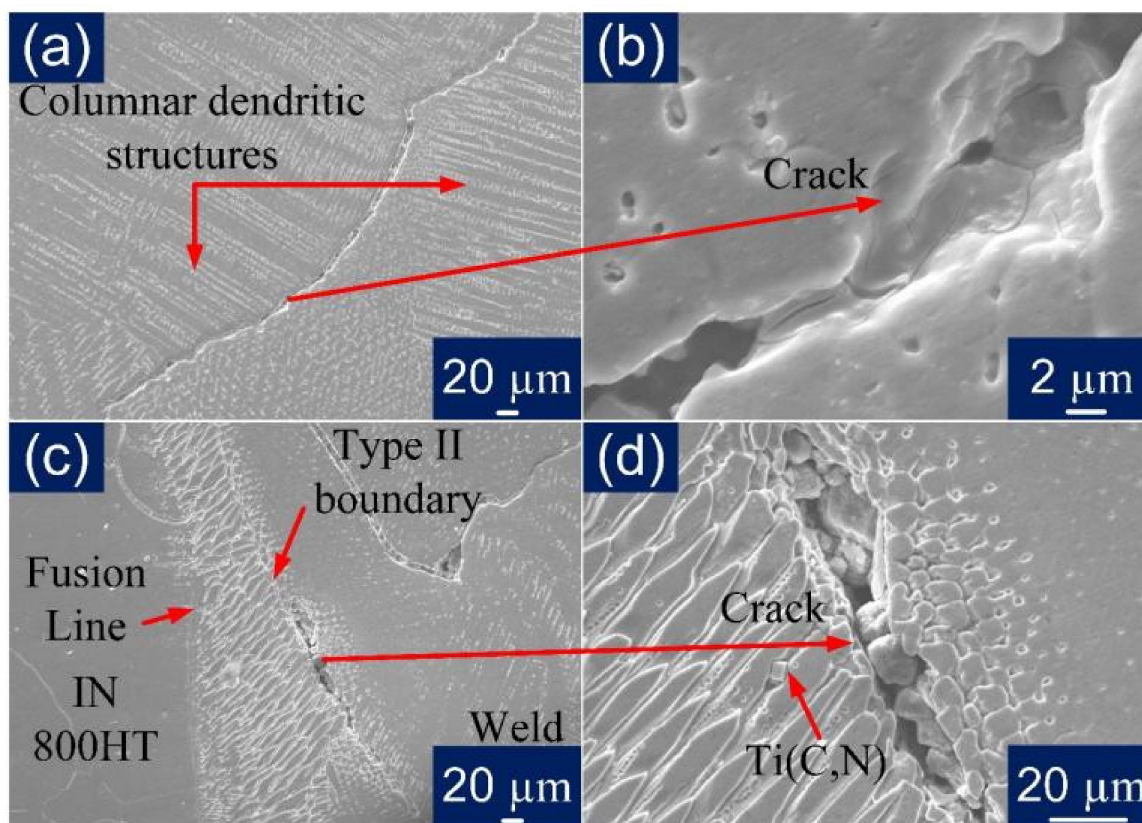 (a)
Columnar dendritic
structures
20 μm
(b)
Crack
2 μm
(c)
Type II
boundary
Fusion
Line
IN
800HT
Weld
20 μm
(d)
Crack
Ti(C,N)
20 μm